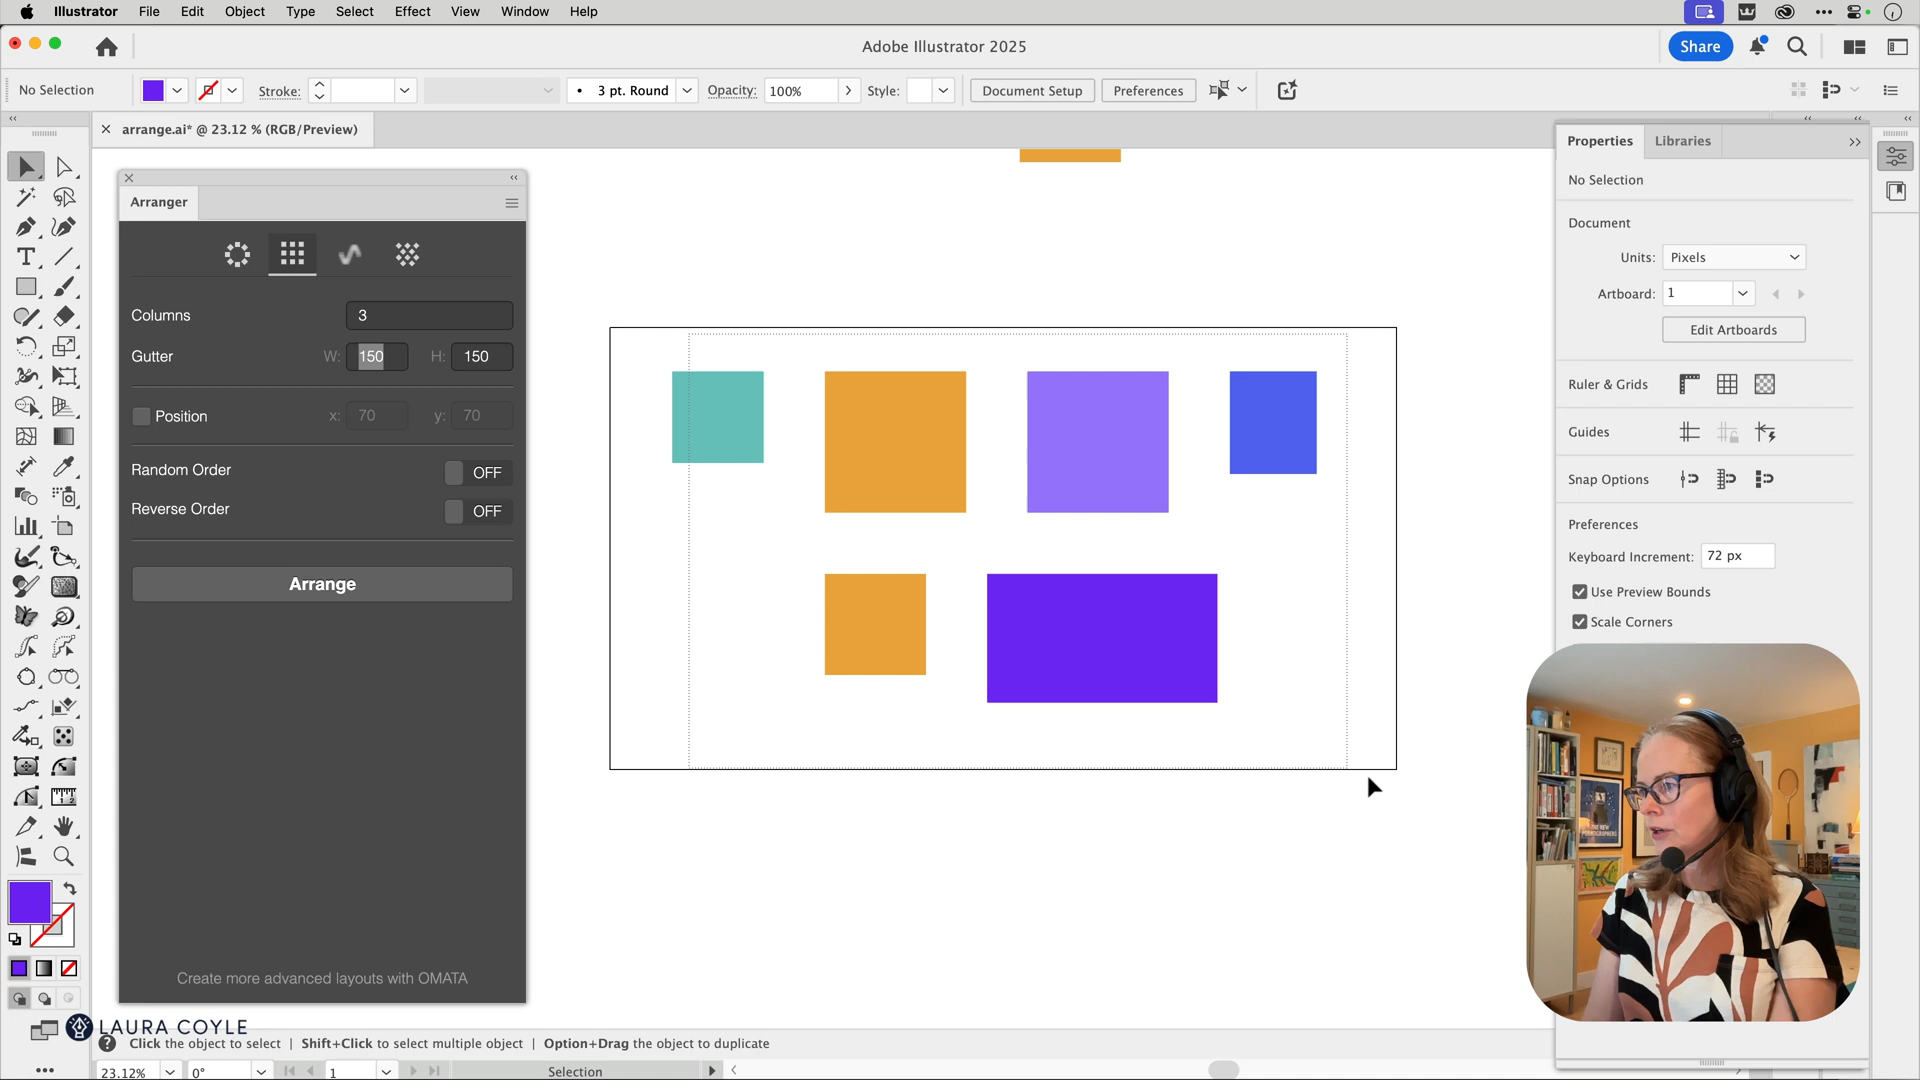 Illustrator File Edit Object Type Select Effect View Window Help
Adobe Illustrator 2025
Share
No Selection
Stroke:
3 pt. Round
Opacity:
100%
Style:
Document Setup
Preferences
arrange.ai* @ 23.12 % (RGB/Preview)
Arranger
Columns
3
Gutter
W:
150
H:
150
Position
x:
70
y:
70
Random Order
OFF
Reverse Order
OFF
Arrange
Create more advanced layouts with OMATA
Properties
Libraries
No Selection
Document
Units:
Pixels
Artboard:
1
Edit Artboards
Ruler & Grids
Guides
Snap Options
Preferences
Keyboard Increment:
72 px
Use Preview Bounds
Scale Corners
LAURA COYLE
Click the object to select | Shift+Click to select multiple object | Option+Drag the object to duplicate
23.12%
0°
1
Selection